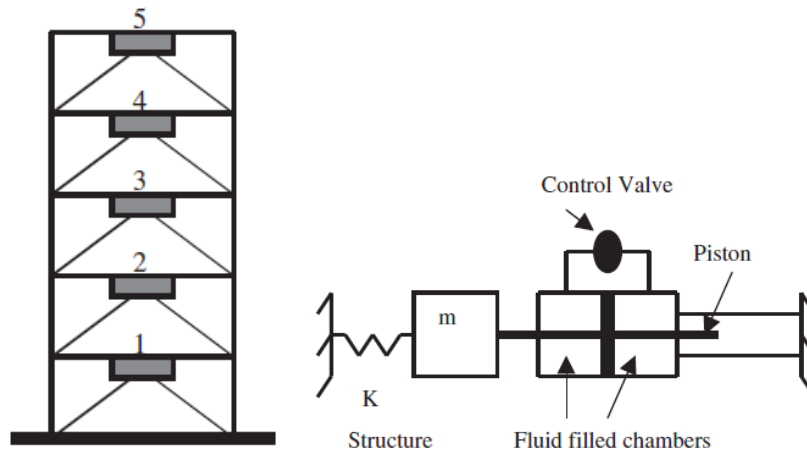 5
4
3
2
1
Control Valve
Piston
m
K
Structure
Fluid filled chambers